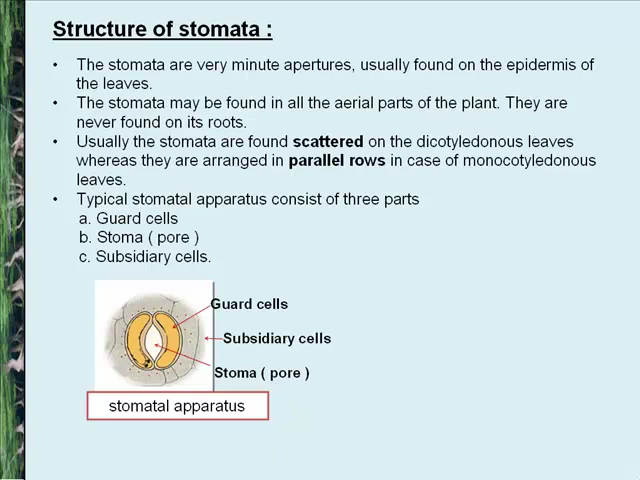 Structure of stomata :
• The stomata are very minute apertures, usually found on the epidermis of
the leaves.
• The stomata may be found in all the aerial parts of the plant. They are
never found on its roots.
• Usually the stomata are found scattered on the dicotyledonous leaves
whereas they are arranged in parallel rows in case of monocotyledonous
leaves.
• Typical stomatal apparatus consist of three parts
a. Guard cells
b. Stoma ( pore )
c. Subsidiary cells.
Guard cells
Subsidiary cells
Stoma ( pore )
stomatal apparatus